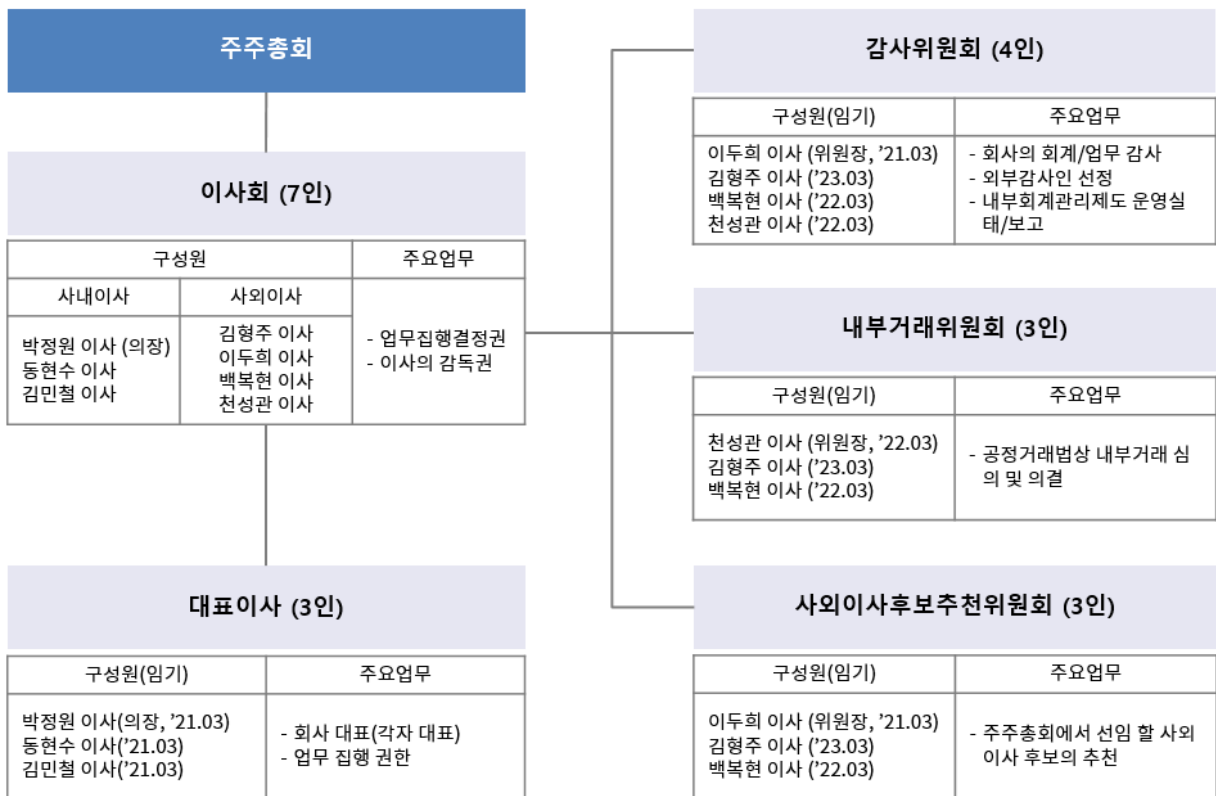 주주총회
이사회 (7인)
구성원
주요업무
사내이사
사외이사
박정원 이사 (의장)
동현수 이사
김민철 이사
김형주 이사
이두희 이사
백복현 이사
천성관 이사
- 업무집행결정권
- 이사의 감독권
대표이사 (3인)
구성원(임기)
주요업무
박정원 이사(의장, ’21.03)
동현수 이사(’21.03)
김민철 이사(’21.03)
- 회사 대표(각자 대표)
- 업무 집행 권한
감사위원회 (4인)
구성원(임기)
주요업무
이두희 이사 (위원장, ’21.03)
김형주 이사 (’23.03)
백복현 이사 (’22.03)
천성관 이사 (’22.03)
- 회사의 회계/업무 감사
- 외부감사인 선정
- 내부회계관리제도 운영실
태/보고
내부거래위원회 (3인)
구성원(임기)
주요업무
천성관 이사 (위원장, ’22.03)
김형주 이사 (’23.03)
백복현 이사 (’22.03)
- 공정거래법상 내부거래 심
의 및 의결
사외이사후보추천위원회 (3인)
구성원(임기)
주요업무
이두희 이사 (위원장, ’21.03)
김형주 이사 (’23.03)
백복현 이사 (’22.03)
- 주주총회에서 선임 할 사외
이사 후보의 추천